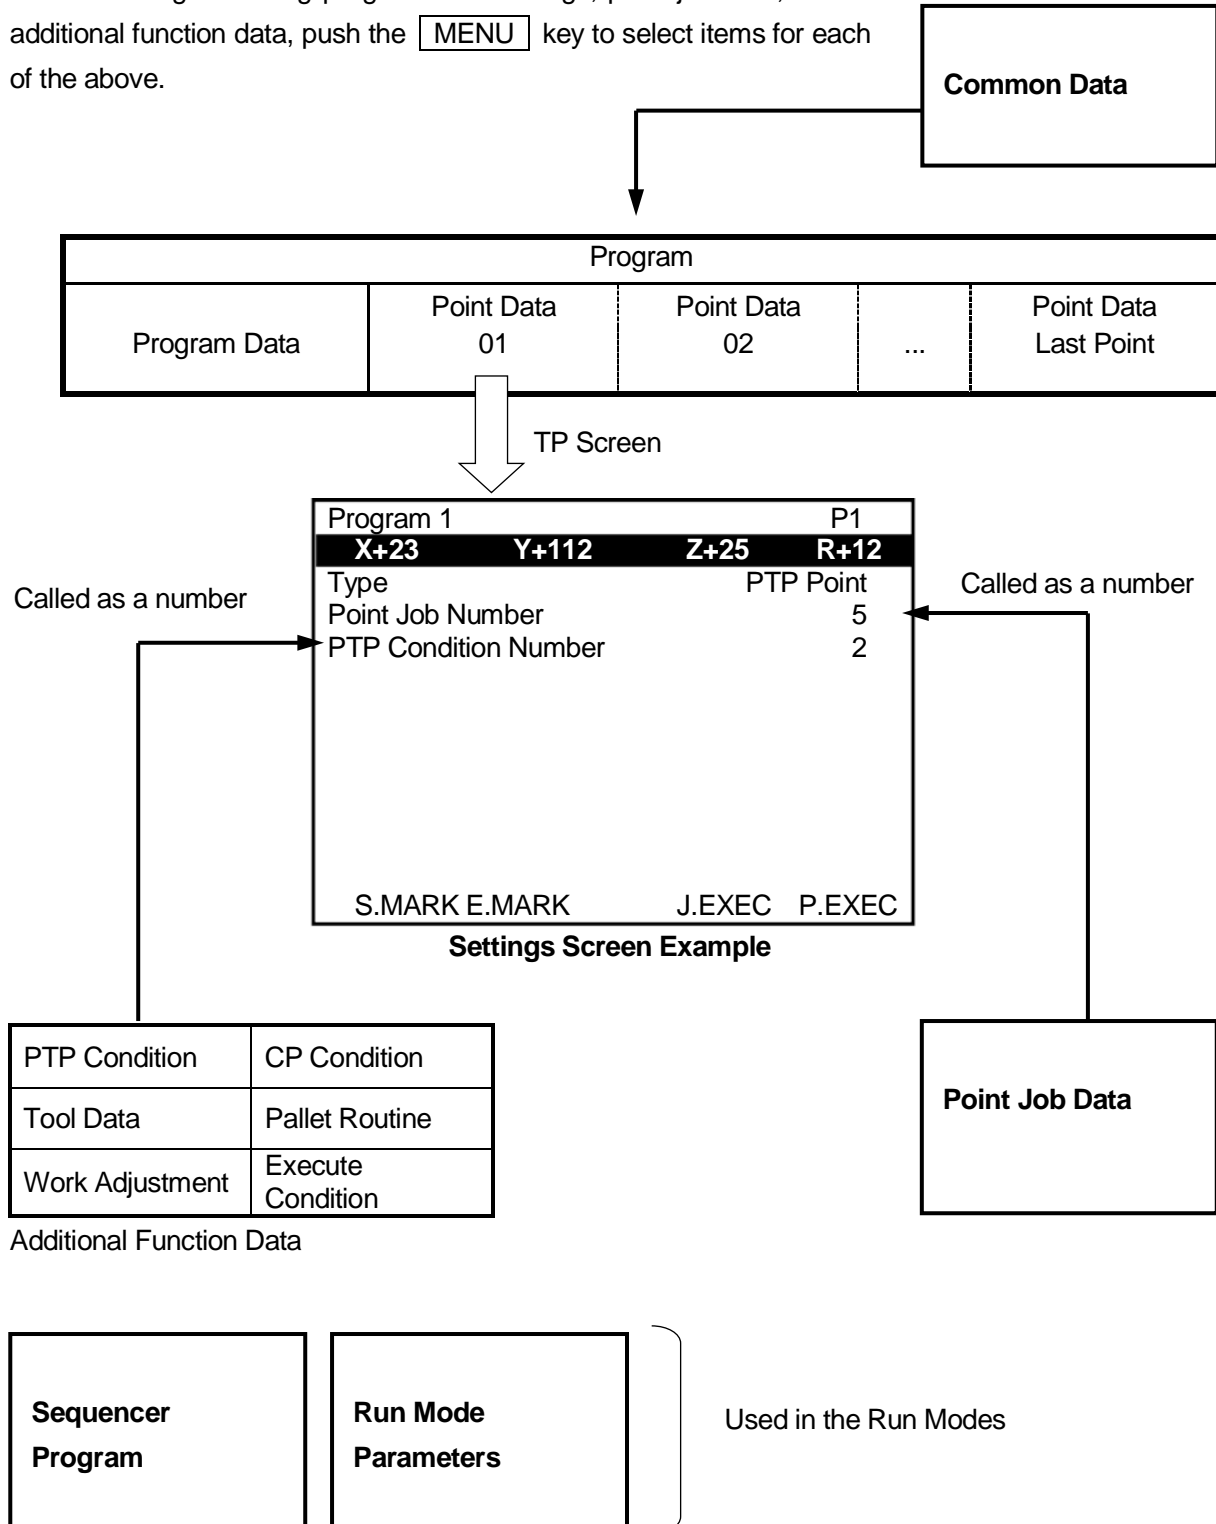 additional function data, push the MENU key to select items for each
of the above.
Common Data
Program
Program Data
Point Data
01
Point Data
02
...
Point Data
Last Point
TP Screen
Program 1 P1
X+23 Y+112 Z+25 R+12
Type PTP Point
Point Job Number 5
PTP Condition Number 2
S.MARK E.MARK J.EXEC P.EXEC
Called as a number
Called as a number
Settings Screen Example
PTP Condition CP Condition
Tool Data Pallet Routine
Work Adjustment Execute
Condition
Additional Function Data
Point Job Data
Sequencer
Program
Run Mode
Parameters
Used in the Run Modes